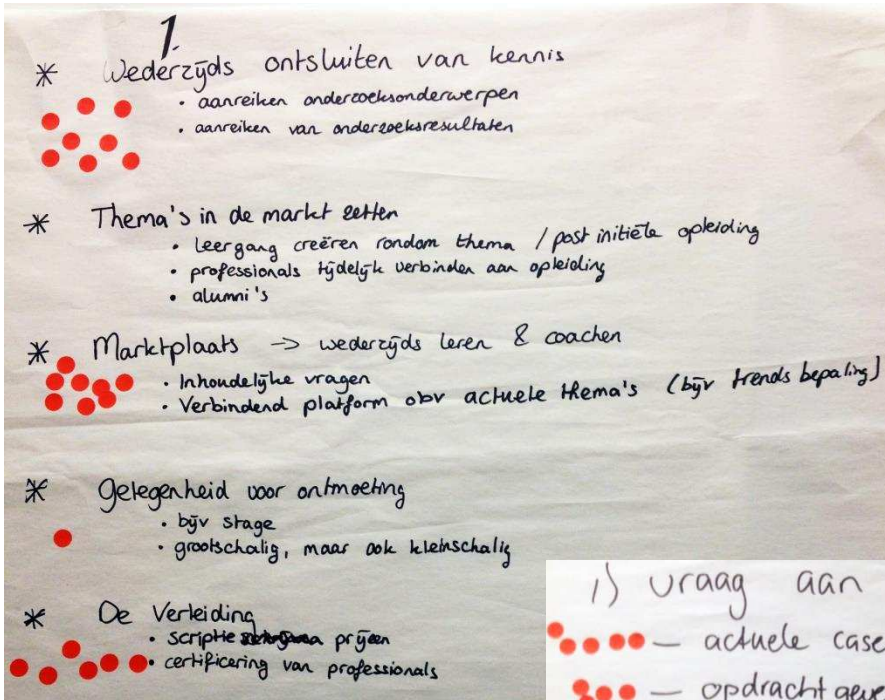 1.
* Wederzijds ontsluiten van kennis
• aanreiken onderzoeksonderwerpen
• aanreiken van onderzoeksresultaten
* Thema's in de markt zetten
• leergang creëren rondom thema / post initiële opleiding
• professionals tijdelijk verbinden aan opleiding
• alumni's
* Marktplaats -> wederzijds leren & coachen
• Inhoudelijke vragen
• Verbindend platform obv actuele thema's (bijv trends bepaling)
* Gelegenheid voor ontmoeting
• bijv stage
• grootschalig, maar ook kleinschalig
* De Verleiding
• scriptie prijzen
• certificering van professionals
1) vraag aan
— actuele case
— opdracht geve